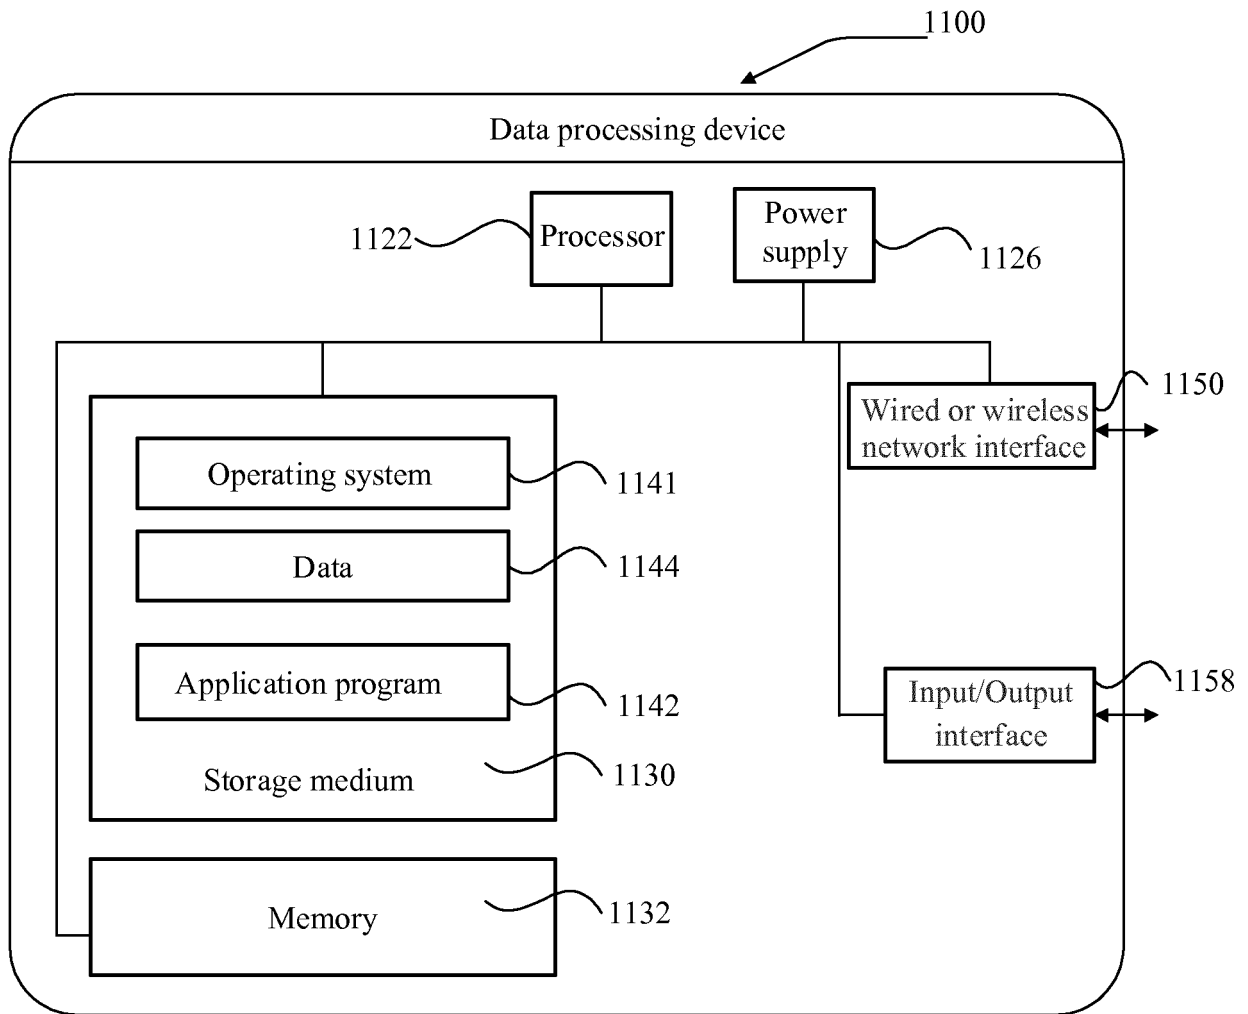 1100
Data processing device
1122
Processor
Power
supply
1126
1150
Wired or wireless
network interface
Operating system
1141
Data
1144
Application program
1142
Input/Output
interface
1158
Storage medium
1130
Memory
1132